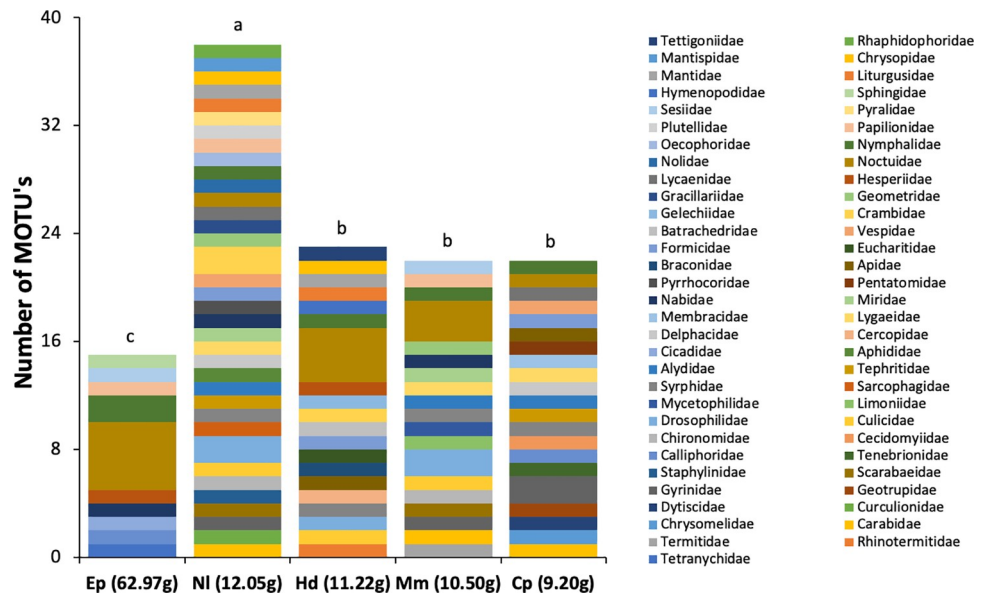 Number of MOTU's
40
32
24
16
8
0
c
a
b
b
b
Ep (62.97g)
Nl (12.05g)
Hd (11.22g)
Mm (10.50g)
Cp (9.20g)
Tettigoniidae
Rhaphidophoridae
Mantispidae
Chrysopidae
Mantidae
Liturgusidae
Hymenopodidae
Sphingidae
Sesiidae
Pyralidae
Plutellidae
Papilionidae
Oecophoridae
Nymphalidae
Nolidae
Noctuidae
Lycaenidae
Hesperiidae
Gracillariidae
Geometridae
Gelechiidae
Crambidae
Batrachedridae
Vespidae
Formicidae
Eucharitidae
Braconidae
Apidae
Pyrrhocoridae
Pentatomidae
Nabidae
Miridae
Membracidae
Lygaeidae
Delphacidae
Cercopidae
Cicadidae
Aphididae
Alydidae
Tephritidae
Syrphidae
Sarcophagidae
Mycetophilidae
Limoniidae
Drosophilidae
Culicidae
Chironomidae
Cecidomyiidae
Calliphoridae
Tenebrionidae
Staphylinidae
Scarabaeidae
Gyrinidae
Geotrupidae
Dytiscidae
Curculionidae
Chrysomelidae
Carabidae
Termitidae
Rhinotermitidae
Tetranychidae